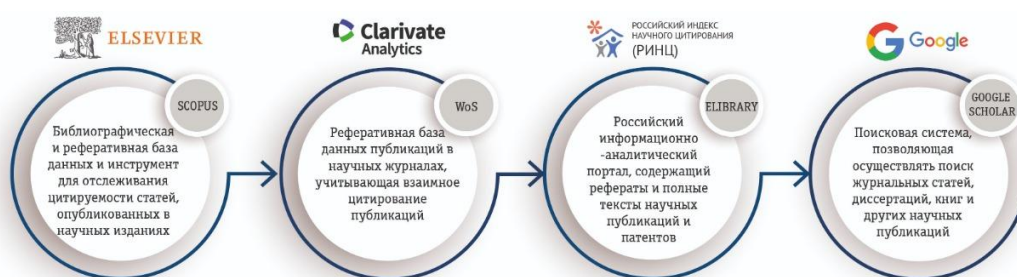 ELSEVIER
SCOPUS
Библиографическая
и реферативная база
данных и инструмент
для отслеживания
цитируемости статей,
опубликованных в
научных изданиях
Clarivate
Analytics
WoS
Реферативная база
данных публикаций в
научных журналах,
учитывающая взаимное
цитирование
публикаций
РОССИЙСКИЙ ИНДЕКС
НАУЧНОГО ЦИТИРОВАНИЯ
(РИНЦ)
ELIBRARY
Российский
информационно
-аналитический
портал, содержащий
рефераты и полные
тексты научных
публикаций и
патентов
Google
GOOGLE
SCHOLAR
Поисковая система,
позволяющая
осуществлять поиск
журнальных статей,
диссертаций, книг и
других научных
публикаций